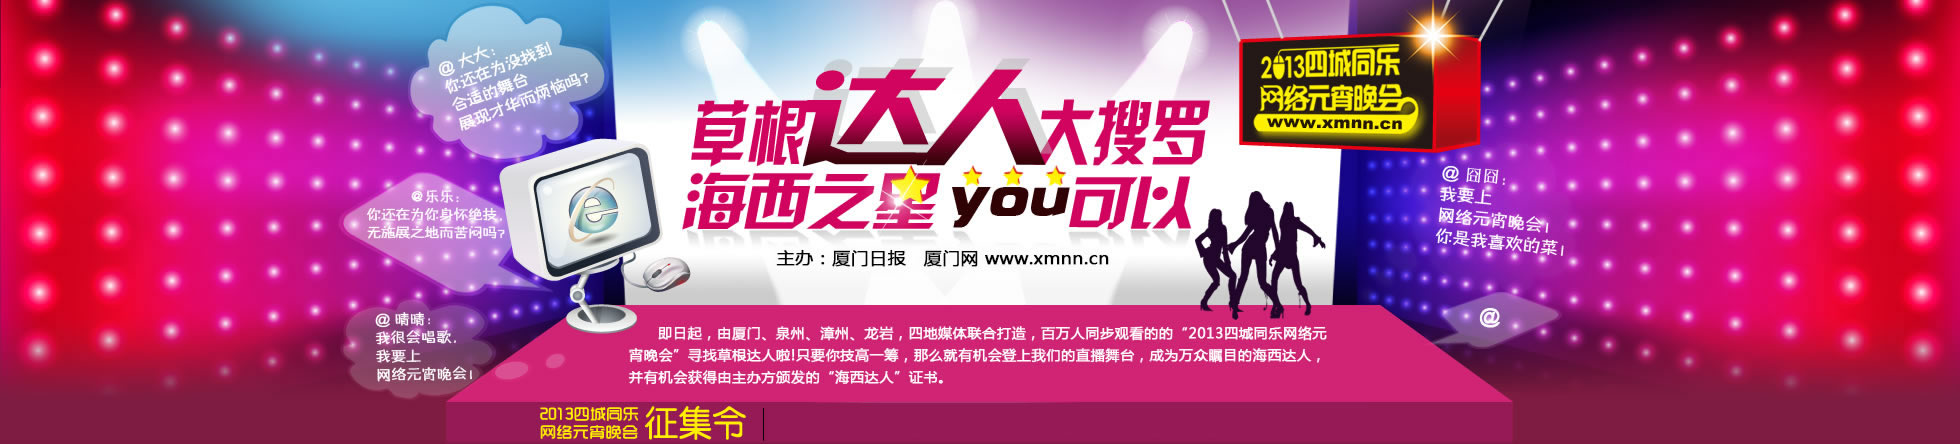 @ 大大：
你还在为没找到
合适的舞台
展现才华而烦恼吗？
@乐乐：
你还在为你身怀绝技，
无施展之地而苦闷吗？
@ 晴晴：
我很会唱歌，
我要上
网络元宵晚会！
草根达人大搜罗
海西之星 you可以
主办：厦门日报 厦门网 www.xmnn.cn
2013四城同乐
网络元宵晚会
www.xmnn.cn
@ 囧囧：
我要上
网络元宵晚会！
你是我喜欢的菜！
@
即日起，由厦门、泉州、漳州、龙岩，四地媒体联合打造，百万人同步观看的的“2013四城同乐网络元
宵晚会”寻找草根达人啦！只要你技高一筹，那么就有机会登上我们的直播舞台，成为万众瞩目的海西达人，
并有机会获得由主办方颁发的“海西达人”证书。
2013四城同乐
网络元宵晚会
征集令